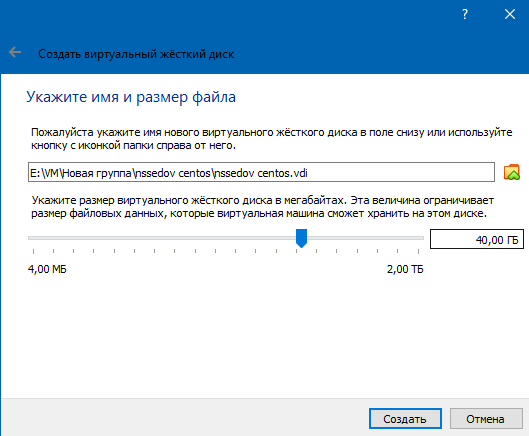 ?
Создать виртуальный жёсткий диск
Укажите имя и размер файла
Пожалуйста укажите имя нового виртуального жёсткого диска в поле снизу или используйте
кнопку с иконкой папки справа от него.
E:\VM\Новая группа\nssedov centos\nssedov centos.vdi
Укажите размер виртуального жёсткого диска в мегабайтах. Эта величина ограничивает
размер файловых данных, которые виртуальная машина сможет хранить на этом диске.
40,00 ГБ
4,00 МБ 2,00 ТБ
Создать Отмена